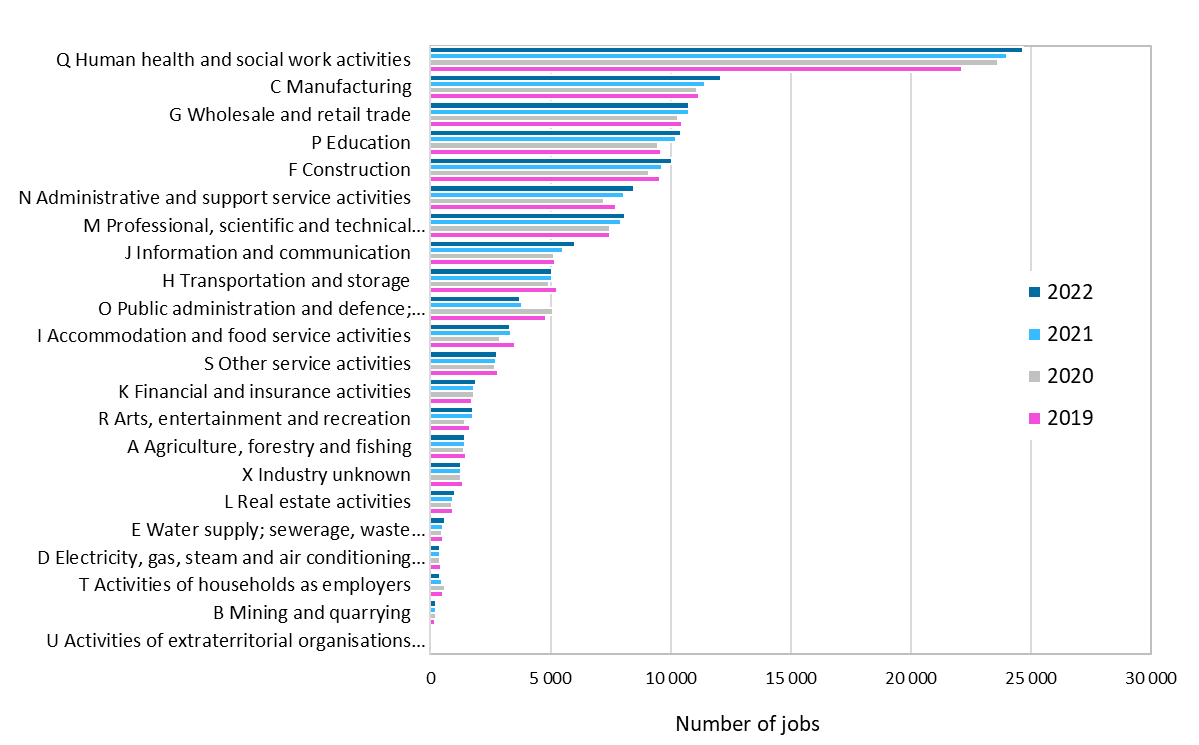 Q Human health and social work activities
C Manufacturing
G Wholesale and retail trade
P Education
F Construction
N Administrative and support service activities
M Professional, scientific and technical...
J Information and communication
H Transportation and storage
O Public administration and defence;...
I Accommodation and food service activities
S Other service activities
K Financial and insurance activities
R Arts, entertainment and recreation
A Agriculture, forestry and fishing
X Industry unknown
L Real estate activities
E Water supply; sewerage, waste...
D Electricity, gas, steam and air conditioning...
T Activities of households as employers
B Mining and quarrying
U Activities of extraterritorial organisations...
2022
2021
2020
2019
0 5 000 10 000 15 000 20 000 25 000 30 000
Number of jobs